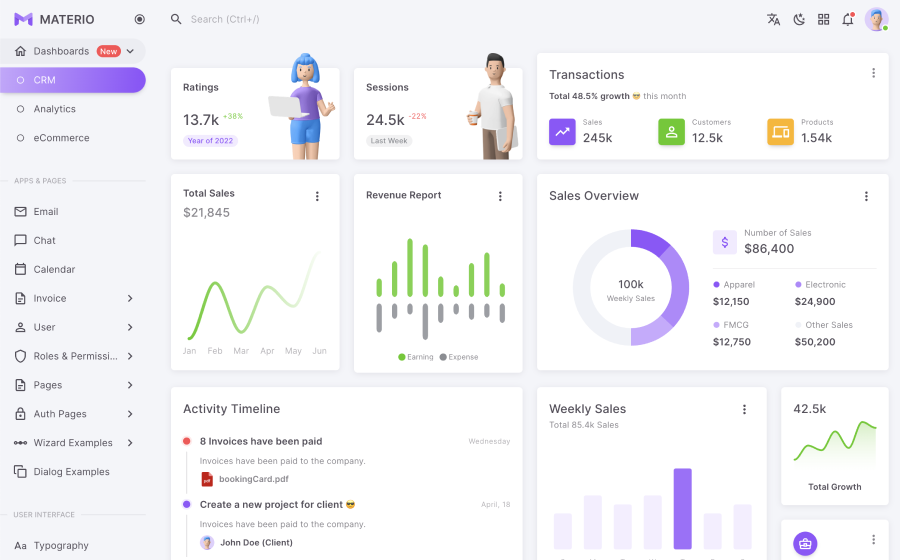 MATERIO
Search (Ctrl+/)
Dashboards New
CRM
Analytics
eCommerce
APPS & PAGES
Email
Chat
Calendar
Invoice
User
Roles & Permissi...
Pages
Auth Pages
Wizard Examples
Dialog Examples
USER INTERFACE
Aa Typography
Ratings
13.7k +38%
Year of 2022
Sessions
24.5k -22%
Last Week
Transactions
Total 48.5% growth 😎 this month
Sales
245k
Customers
12.5k
Products
1.54k
Total Sales
$21,845
Jan Feb Mar Apr May Jun
Revenue Report
Earning Expense
Sales Overview
100k
Weekly Sales
$
Number of Sales
$86,400
Apparel
$12,150
Electronic
$24,900
FMCG
$12,750
Other Sales
$50,200
Activity Timeline
8 Invoices have been paid Wednesday
Invoices have been paid to the company.
bookingCard.pdf
Create a new project for client 😎 April, 18
Invoices have been paid to the company.
John Doe (Client)
Weekly Sales
Total 85.4k Sales
42.5k
Total Growth